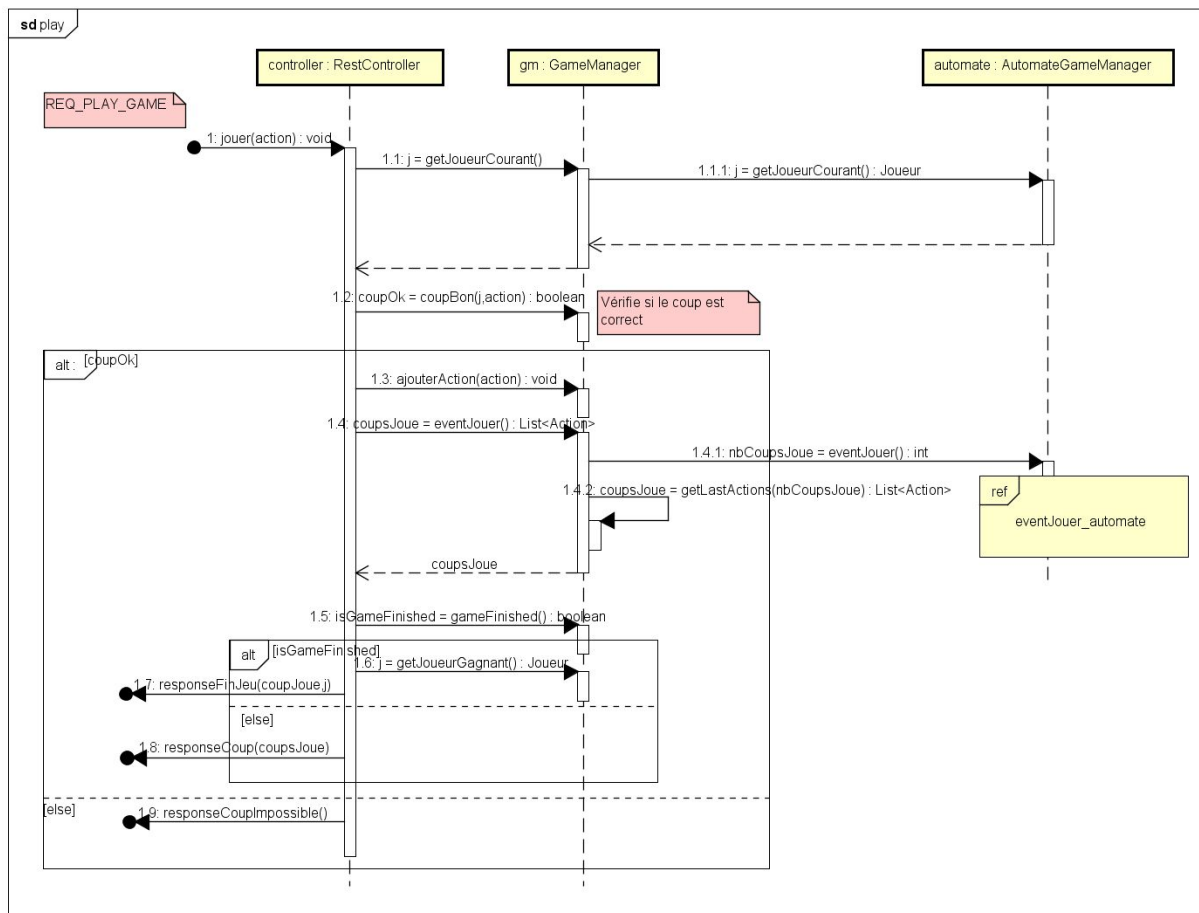 sd play
controller : RestController
gm : GameManager
automate : AutomateGameManager
REQ_PLAY_GAME
1: jouer(action) : void
1.1: j = getJoueurCourant()
1.1.1: j = getJoueurCourant() : Joueur
1.2: coupOk = coupBon(j,action) : boolean
Vérifie si le coup est
correct
alt : [coupOk]
1.3: ajouterAction(action) : void
1.4: coupsJoue = eventJouer() : List<Action>
1.4.1: nbCoupsJoue = eventJouer() : int
1.4.2: coupsJoue = getLastActions(nbCoupsJoue) : List<Action>
ref
eventJouer_automate
coupsJoue
1.5: isGameFinished = gameFinished() : boolean
alt [isGameFinished]
1.6: j = getJoueurGagnant() : Joueur
1.7: responseFinJeu(coupJoue,j)
[else]
1.8: responseCoup(coupsJoue)
[else]
1.9: responseCoupImpossible()